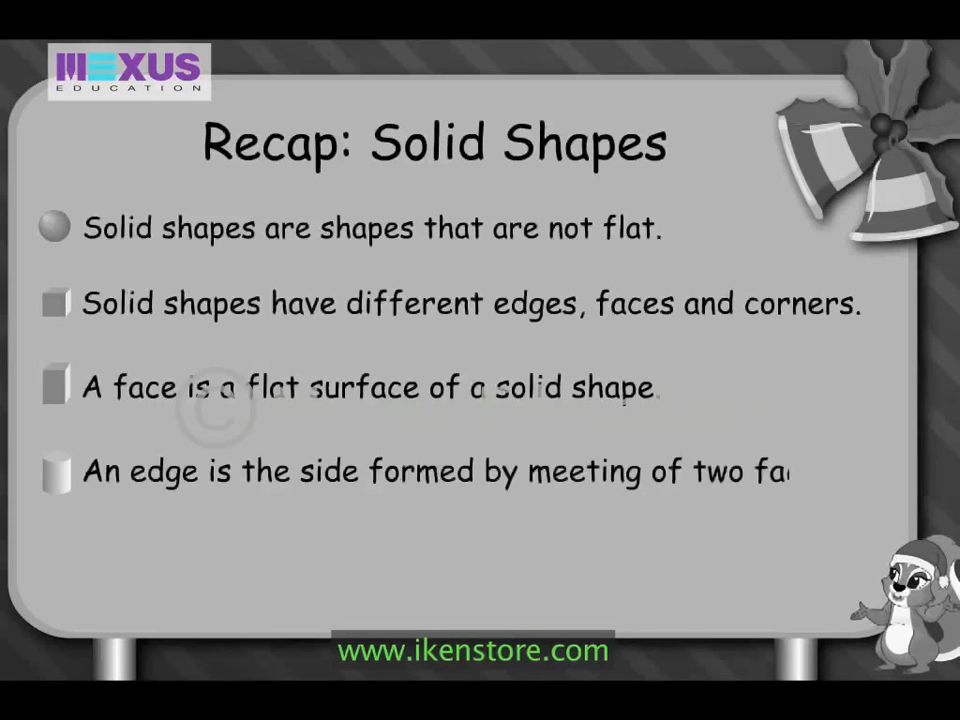 MEXUS
EDUCATION
Recap: Solid Shapes
Solid shapes are shapes that are not flat.
Solid shapes have different edges, faces and corners.
A face is a flat surface of a solid shape.
An edge is the side formed by meeting of two
©
www.ikenstore.com